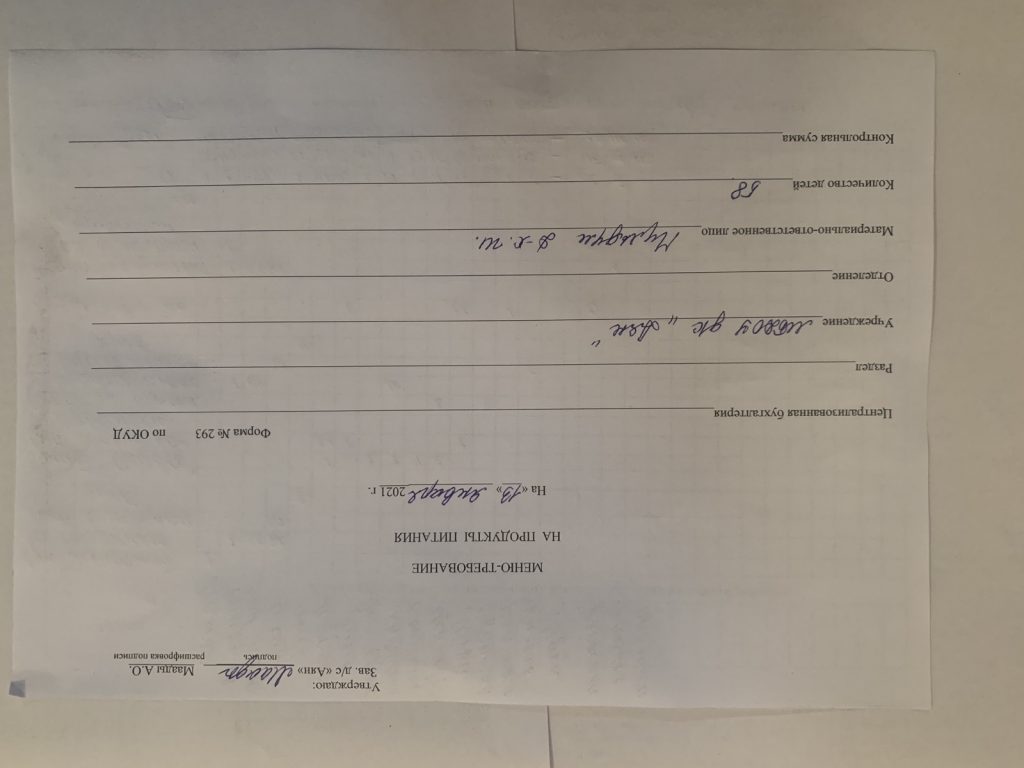 Утверждаю:
Зав. д/с «Аян» Маады А.О.
подпись расшифровка подписи
МЕНЮ-ТРЕБОВАНИЕ
НА ПРОДУКТЫ ПИТАНИЯ
На «13» января 2021 г.
Форма № 293 по ОКУД
Централизованная бухгалтерия
Раздел
Учреждение МБДОУ д/с "Аян"
Отделение
Материально-ответственное лицо
Количество детей 58
Контрольная сумма